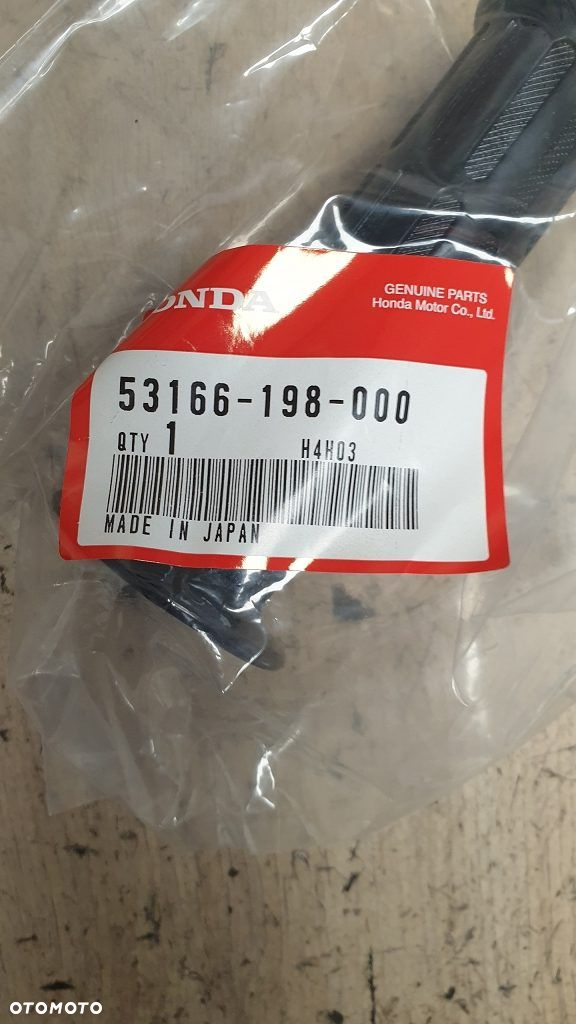 HONDA
GENUINE PARTS
Honda Motor Co., Ltd.
53166-198-000
QTY 1 H4H03
MADE IN JAPAN
OTOMOTO